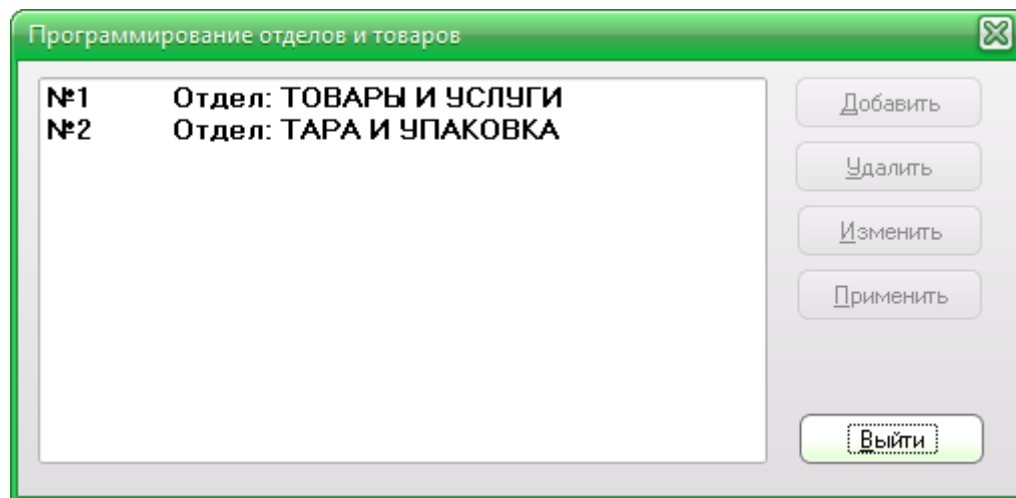 Программирование отделов и товаров
№1 Отдел: ТОВАРЫ И УСЛУГИ
№2 Отдел: ТАРА И УПАКОВКА
Добавить
Удалить
Изменить
Применить
Выйти